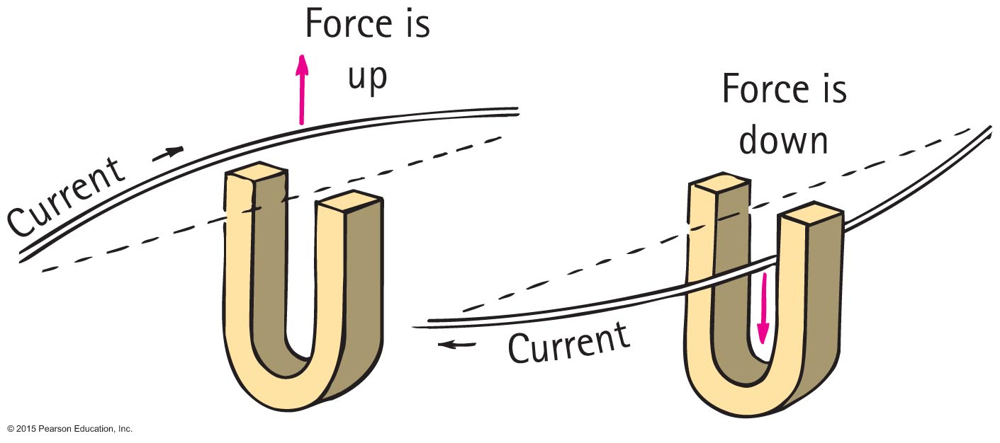 Force is
up
Current
Force is
down
Current
© 2015 Pearson Education, Inc.